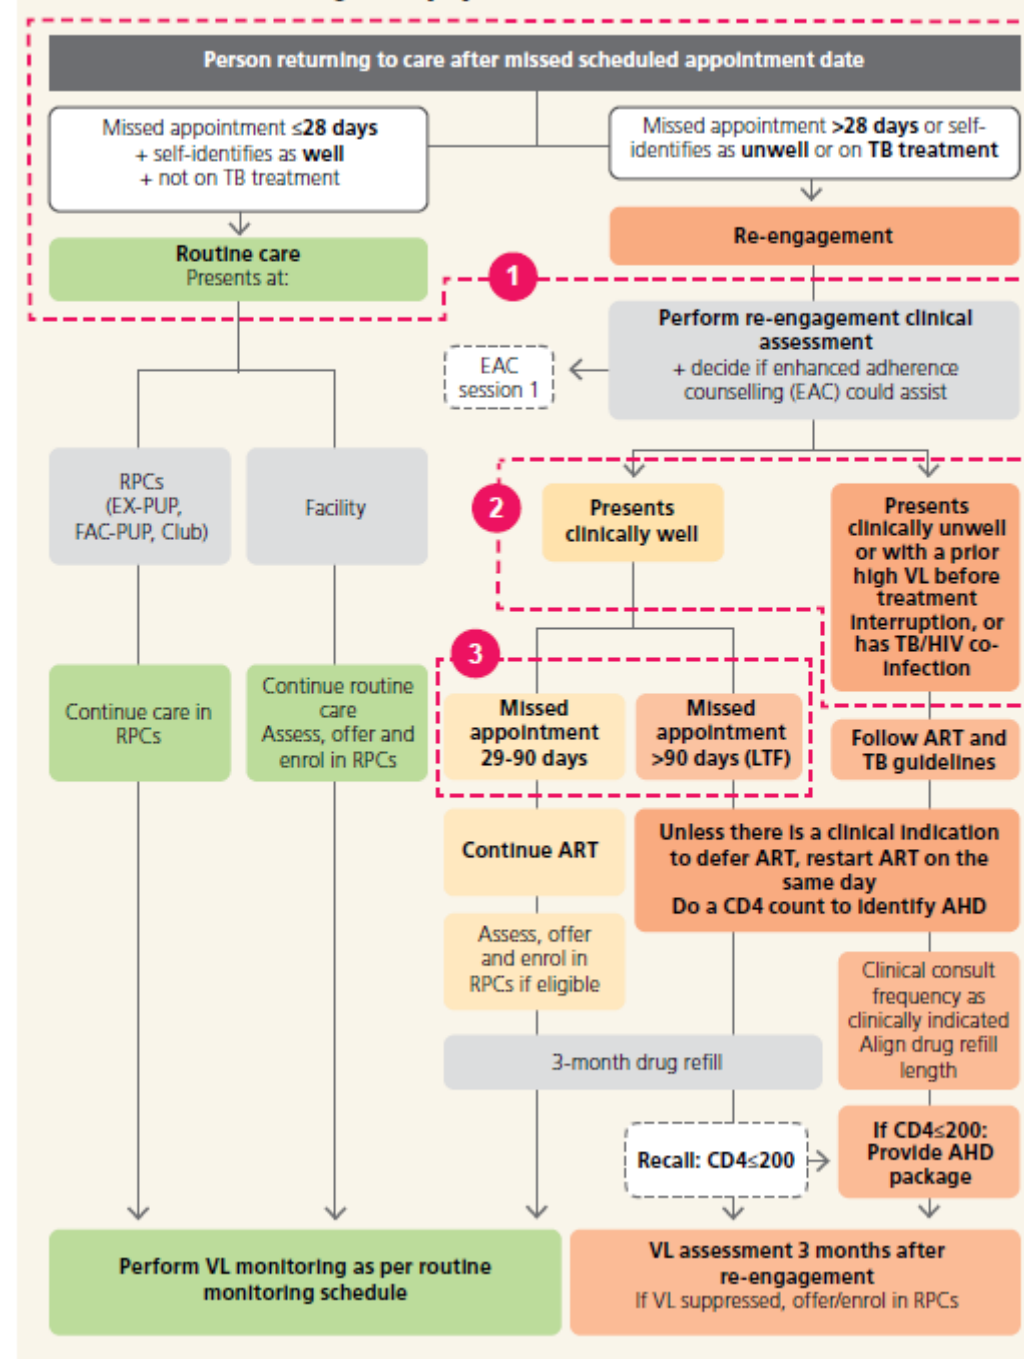 Person returning to care after missed scheduled appointment date
Missed appointment ≤28 days
+ self-identifies as well
+ not on TB treatment
Missed appointment >28 days or self-
identifies as unwell or on TB treatment
Routine care
Presents at:
Re-engagement
1
Perform re-engagement clinical
assessment
+ decide if enhanced adherence
counselling (EAC) could assist
EAC
session 1
RPCs
(EX-PUP,
FAC-PUP, Club)
Facility
2
Presents
clinically well
Presents
clinically unwell
or with a prior
high VL before
treatment
interruption, or
has TB/HIV co-
infection
3
Continue care in
RPCs
Continue routine
care
Assess, offer and
enrol in RPCs
Missed
appointment
29-90 days
Missed
appointment
>90 days (LTF)
Follow ART and
TB guidelines
Continue ART
Unless there is a clinical indication
to defer ART, restart ART on the
same day
Do a CD4 count to identify AHD
Assess, offer
and enrol in
RPCs if eligible
Clinical consult
frequency as
clinically indicated
Align drug refill
length
3-month drug refill
Recall: CD4≤200
If CD4≤200:
Provide AHD
package
Perform VL monitoring as per routine
monitoring schedule
VL assessment 3 months after
re-engagement
If VL suppressed, offer/enrol in RPCs